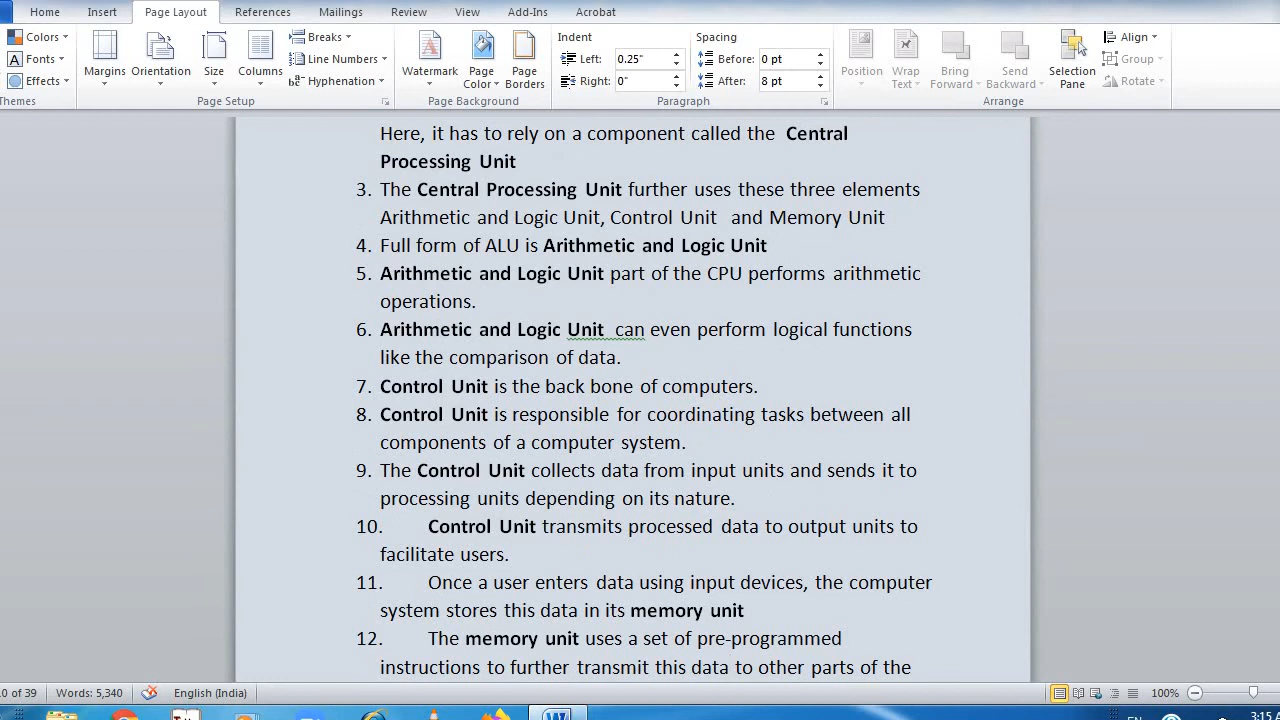 Home Insert Page Layout References Mailings Review View Add-Ins Acrobat
Colors Breaks Indent Spacing Align
Fonts Line Numbers Left: 0.25" Before: 0 pt Group
Effects Margins Orientation Size Columns Hyphenation Watermark Page Color Page Borders Right: 0" After: 8 pt Position Wrap Text Bring Forward Send Backward Selection Pane Rotate
Themes Page Setup Page Background Paragraph Arrange
Here, it has to rely on a component called the Central
Processing Unit
3. The Central Processing Unit further uses these three elements
Arithmetic and Logic Unit, Control Unit and Memory Unit
4. Full form of ALU is Arithmetic and Logic Unit
5. Arithmetic and Logic Unit part of the CPU performs arithmetic
operations.
6. Arithmetic and Logic Unit can even perform logical functions
like the comparison of data.
7. Control Unit is the back bone of computers.
8. Control Unit is responsible for coordinating tasks between all
components of a computer system.
9. The Control Unit collects data from input units and sends it to
processing units depending on its nature.
10. Control Unit transmits processed data to output units to
facilitate users.
11. Once a user enters data using input devices, the computer
system stores this data in its memory unit
12. The memory unit uses a set of pre-programmed
instructions to further transmit this data to other parts of the
0 of 39 Words: 5,340 English (India) 100%